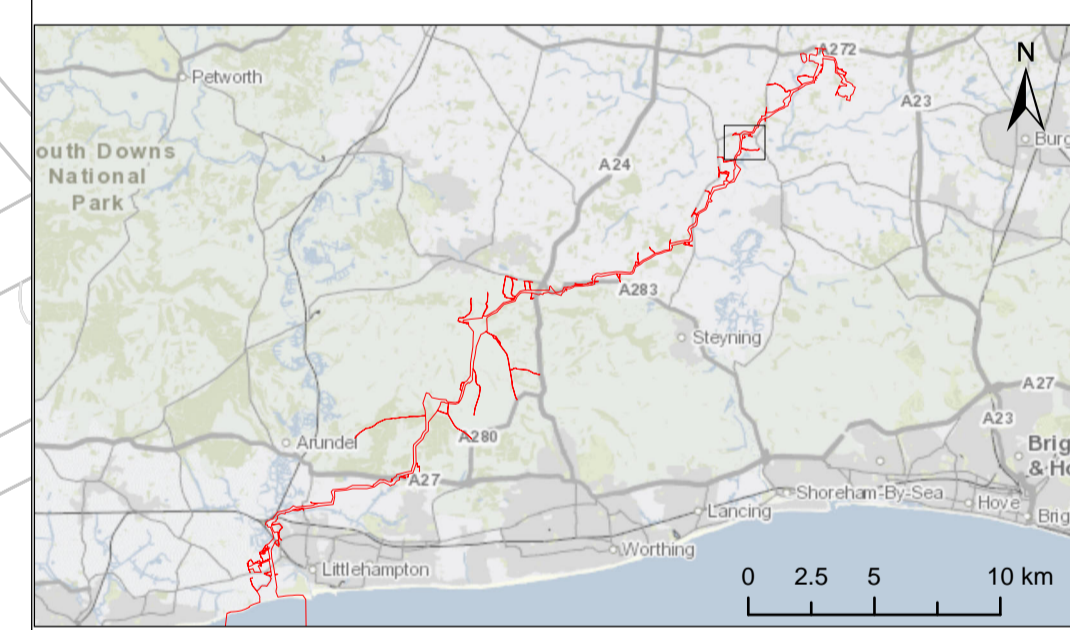 A272
N
Petworth
A23
Burg
outh Downs
National
Park
A24
A283
Steyning
A27
A23
Arundel
A280
Brig
& Ho
A27
Shoreham-By-Sea
Hove
Brig
Lancing
Worthing
Littlehampton
0 2.5 5 10 km